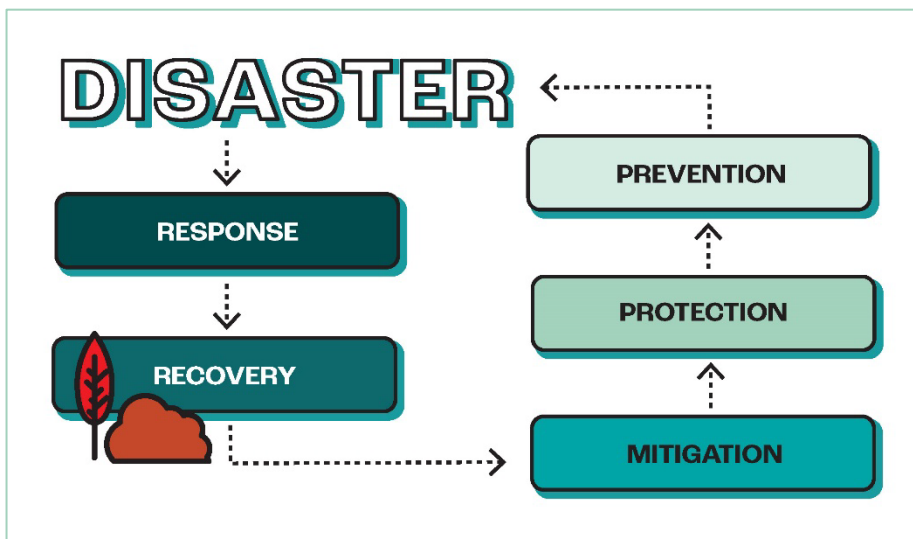 DISASTER
RESPONSE
RECOVERY
MITIGATION
PROTECTION
PREVENTION